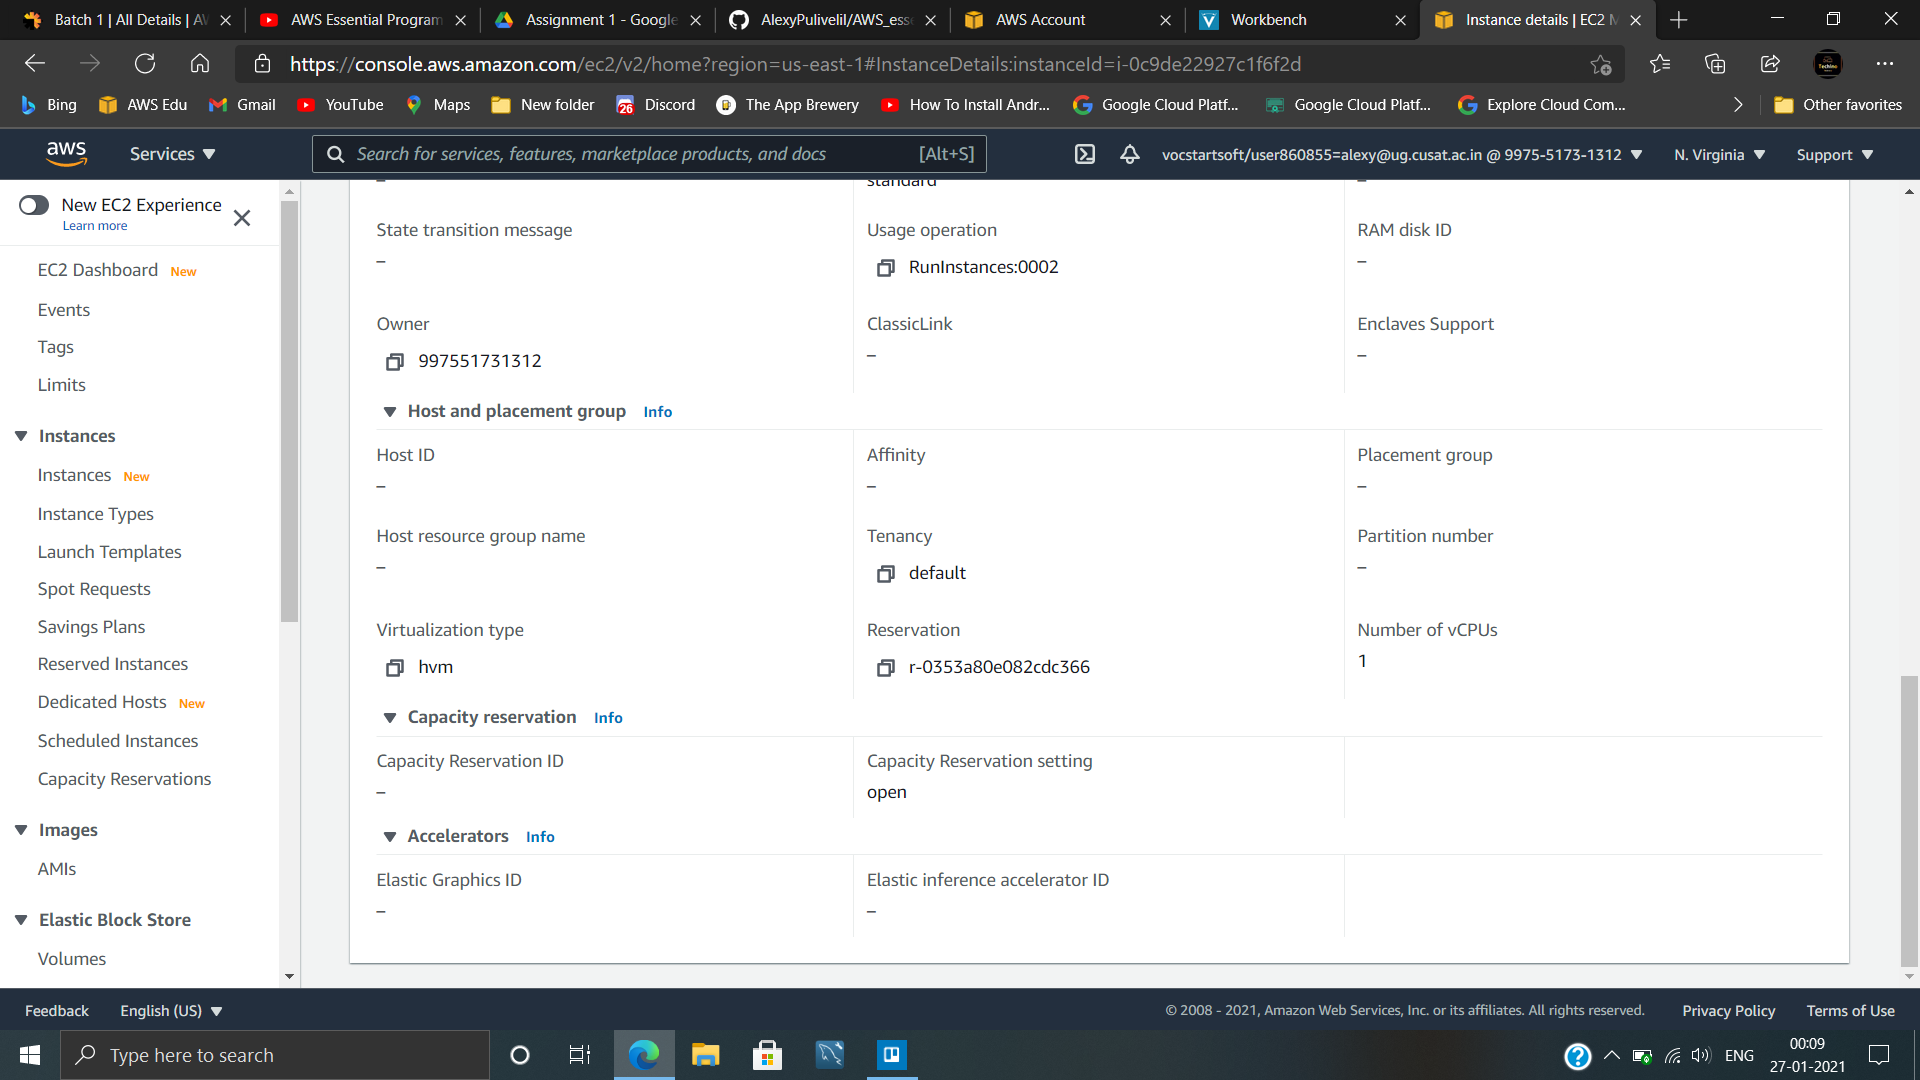 Batch 1 | All Details | AV
AWS Essential Program
Assignment 1 - Google
AlexyPulivelil/AWS_esse
AWS Account
Workbench
Instance details | EC2 M
https://console.aws.amazon.com/ec2/v2/home?region=us-east-1#InstanceDetails:instanceId=i-0c9de22927c1f6f2d
Bing
AWS Edu
Gmail
YouTube
Maps
New folder
26
Discord
The App Brewery
How To Install Andr...
Google Cloud Platf...
Google Cloud Platf...
Explore Cloud Com...
Other favorites
aws
Services
Search for services, features, marketplace products, and docs
[Alt+S]
vocstartsoft/user860855=alexy@ug.cusat.ac.in @ 9975-5173-1312
N. Virginia
Support
New EC2 Experience
Learn more
EC2 Dashboard New
Events
Tags
Limits
Instances
Instances New
Instance Types
Launch Templates
Spot Requests
Savings Plans
Reserved Instances
Dedicated Hosts New
Scheduled Instances
Capacity Reservations
Images
AMIs
Elastic Block Store
Volumes
–
standard
–
State transition message
–
Usage operation
RunInstances:0002
RAM disk ID
–
Owner
997551731312
ClassicLink
–
Enclaves Support
–
Host and placement group Info
Host ID
–
Affinity
–
Placement group
–
Host resource group name
–
Tenancy
default
Partition number
–
Virtualization type
hvm
Reservation
r-0353a80e082cdc366
Number of vCPUs
1
Capacity reservation Info
Capacity Reservation ID
–
Capacity Reservation setting
open
Accelerators Info
Elastic Graphics ID
–
Elastic inference accelerator ID
–
Feedback
English (US)
© 2008 - 2021, Amazon Web Services, Inc. or its affiliates. All rights reserved.
Privacy Policy
Terms of Use
Type here to search
ENG
00:09
27-01-2021